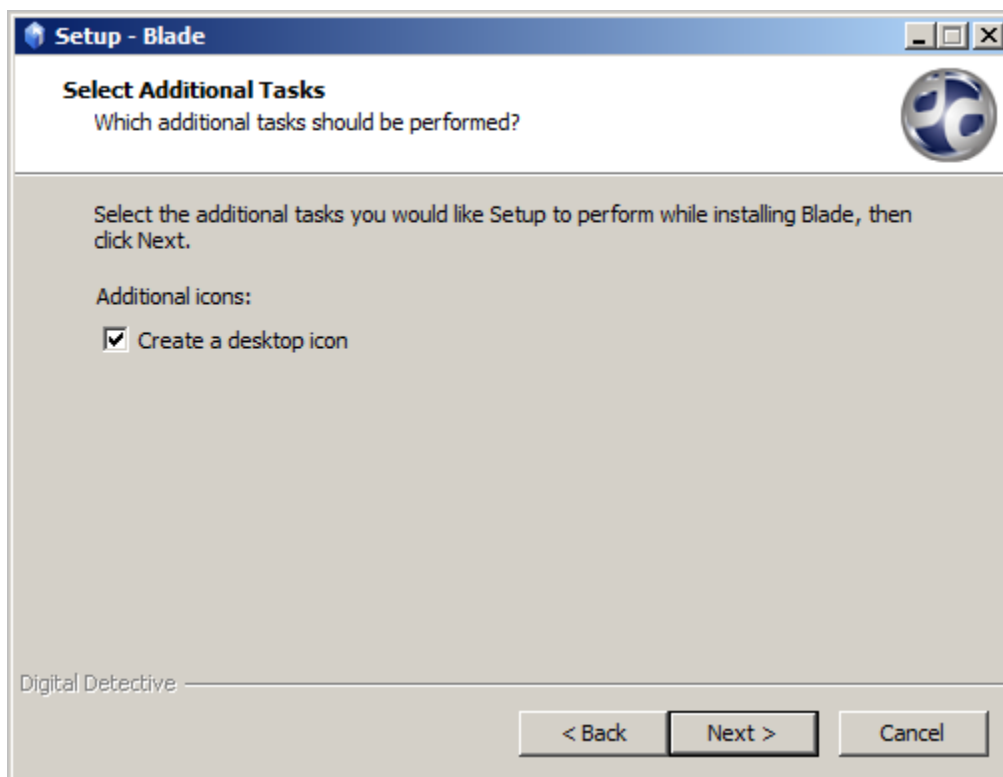 Setup - Blade
Select Additional Tasks
Which additional tasks should be performed?
Select the additional tasks you would like Setup to perform while installing Blade, then
click Next.
Additional icons:
Create a desktop icon
Digital Detective
< Back
Next >
Cancel